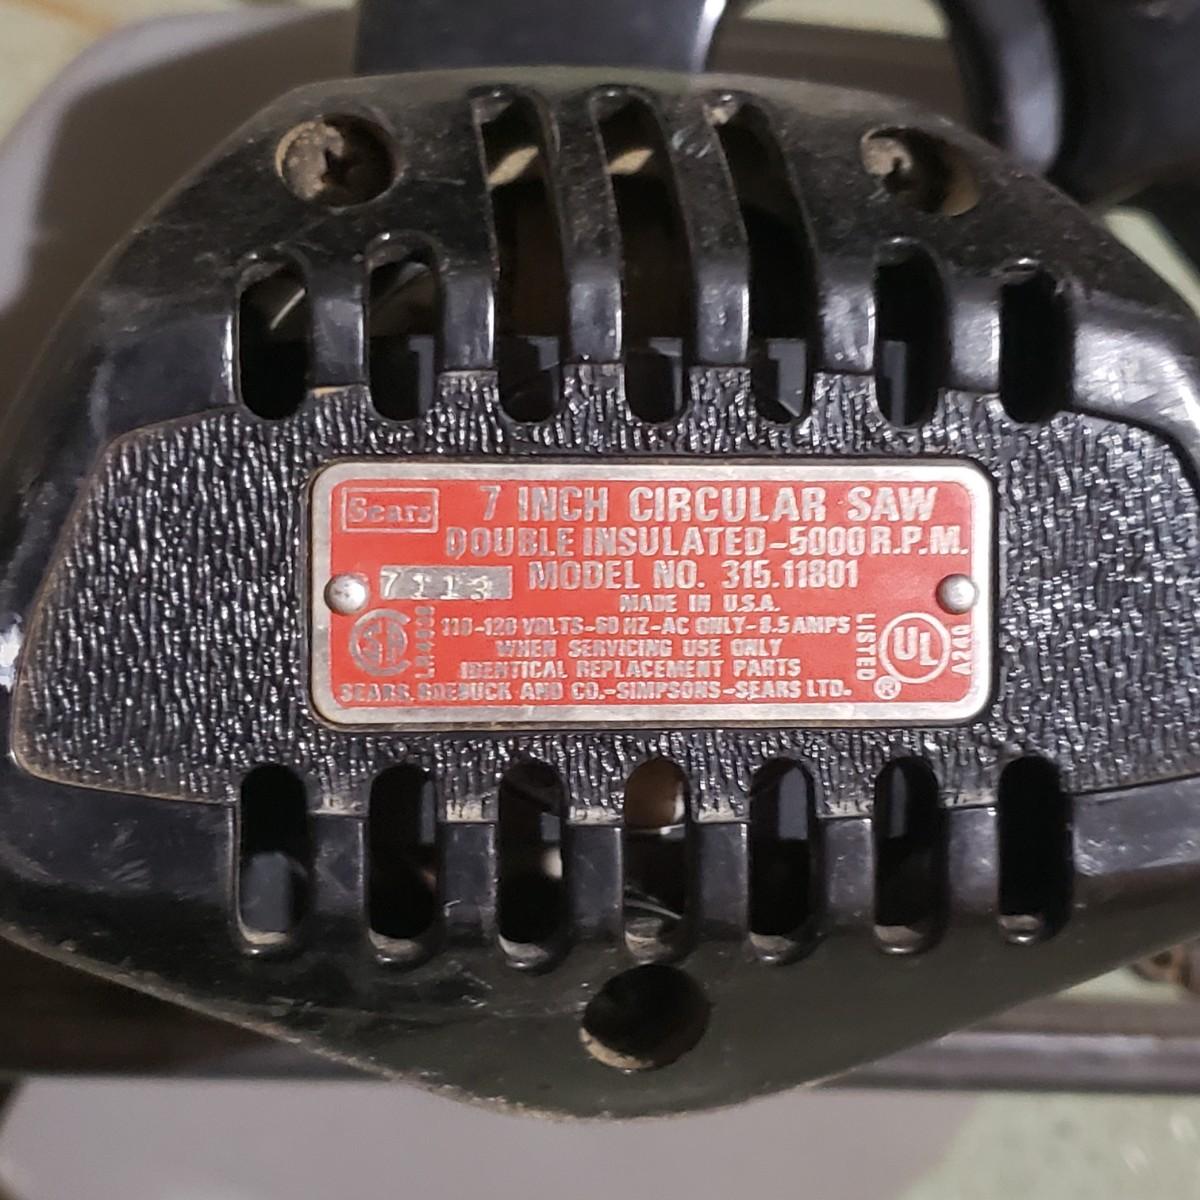 Sears
7 INCH CIRCULAR SAW
DOUBLE INSULATED-5000 R.P.M.
MODEL NO. 315.11801
MADE IN U.S.A.
110-120 VOLTS-60 HZ-AC ONLY-8.5 AMPS
WHEN SERVICING USE ONLY
IDENTICAL REPLACEMENT PARTS
SEARS, ROEBUCK AND CO.-SIMPSONS-SEARS LTD.
LISTED
UL
®